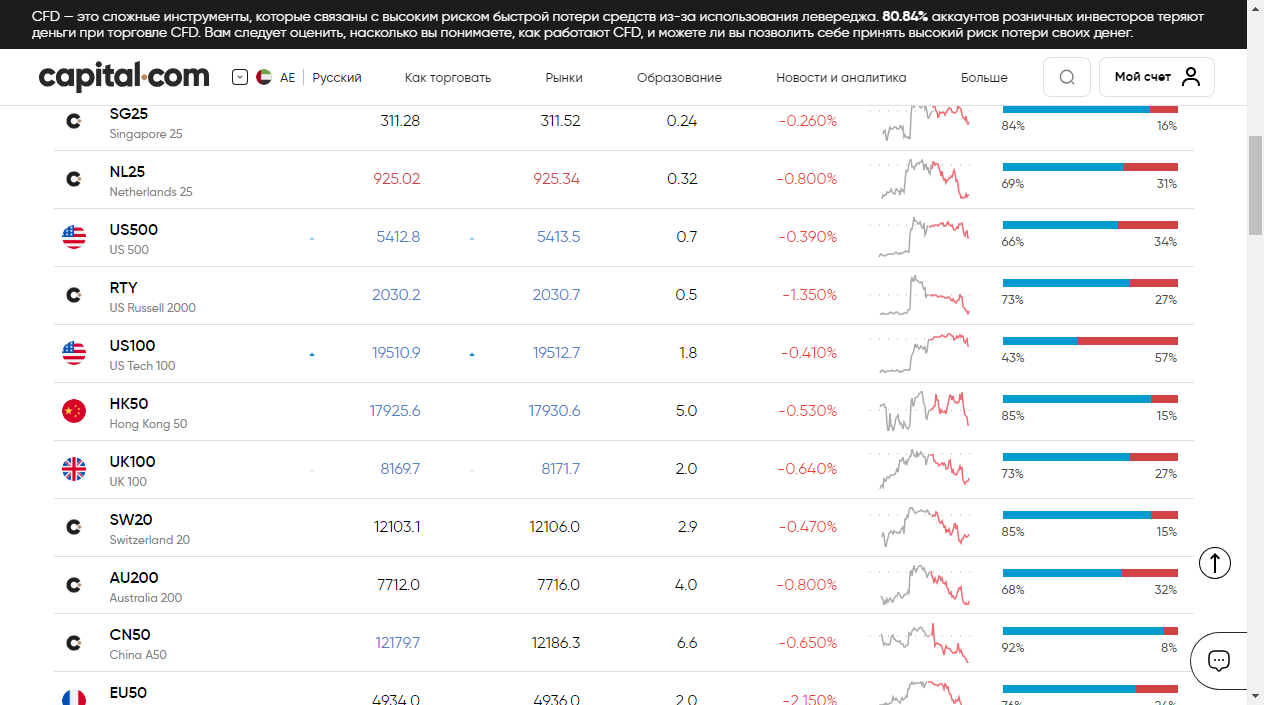 CFD — это сложные инструменты, которые связаны с высоким риском быстрой потери средств из-за использования левереджа. 80.84% аккаунтов розничных инвесторов теряют
деньги при торговле CFD. Вам следует оценить, насколько вы понимаете, как работают CFD, и можете ли вы позволить себе принять высокий риск потери своих денег.
capital.com AE Русский Как торговать Рынки Образование Новости и аналитика Больше Мой счет
SG25 311.28 311.52 0.24 -0.260%
Singapore 25 84% 16%
NL25 925.02 925.34 0.32 -0.800%
Netherlands 25 69% 31%
US500 5412.8 5413.5 0.7 -0.390%
US 500 66% 34%
RTY 2030.2 2030.7 0.5 -1.350%
US Russell 2000 73% 27%
US100 19510.9 19512.7 1.8 -0.410%
US Tech 100 43% 57%
HK50 17925.6 17930.6 5.0 -0.530%
Hong Kong 50 85% 15%
UK100 8169.7 8171.7 2.0 -0.640%
UK 100 73% 27%
SW20 12103.1 12106.0 2.9 -0.470%
Switzerland 20 85% 15%
AU200 7712.0 7716.0 4.0 -0.800%
Australia 200 68% 32%
CN50 12179.7 12186.3 6.6 -0.650%
China A50 92% 8%
EU50 4934.0 4936.0 2.0 -2.150%
76% 24%